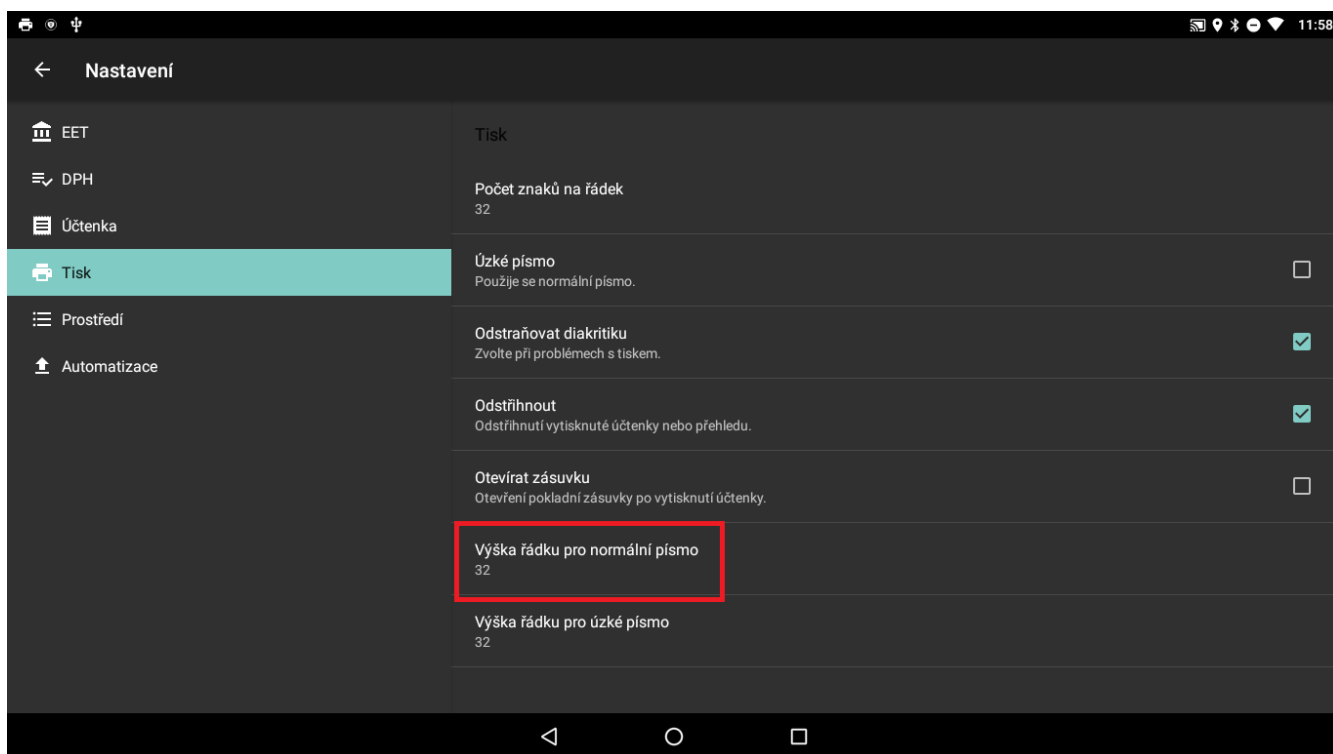 11:58
Nastavení
EET
DPH
Účtenka
Tisk
Prostředí
Automatizace
Tisk
Počet znaků na řádek
32
Úzké písmo
Použije se normální písmo.
Odstraňovat diakritiku
Zvolte při problémech s tiskem.
Odstřihnout
Odstřihnutí vytisknuté účtenky nebo přehledu.
Otevírat zásuvku
Otevření pokladní zásuvky po vytisknutí účtenky.
Výška řádku pro normální písmo
32
Výška řádku pro úzké písmo
32